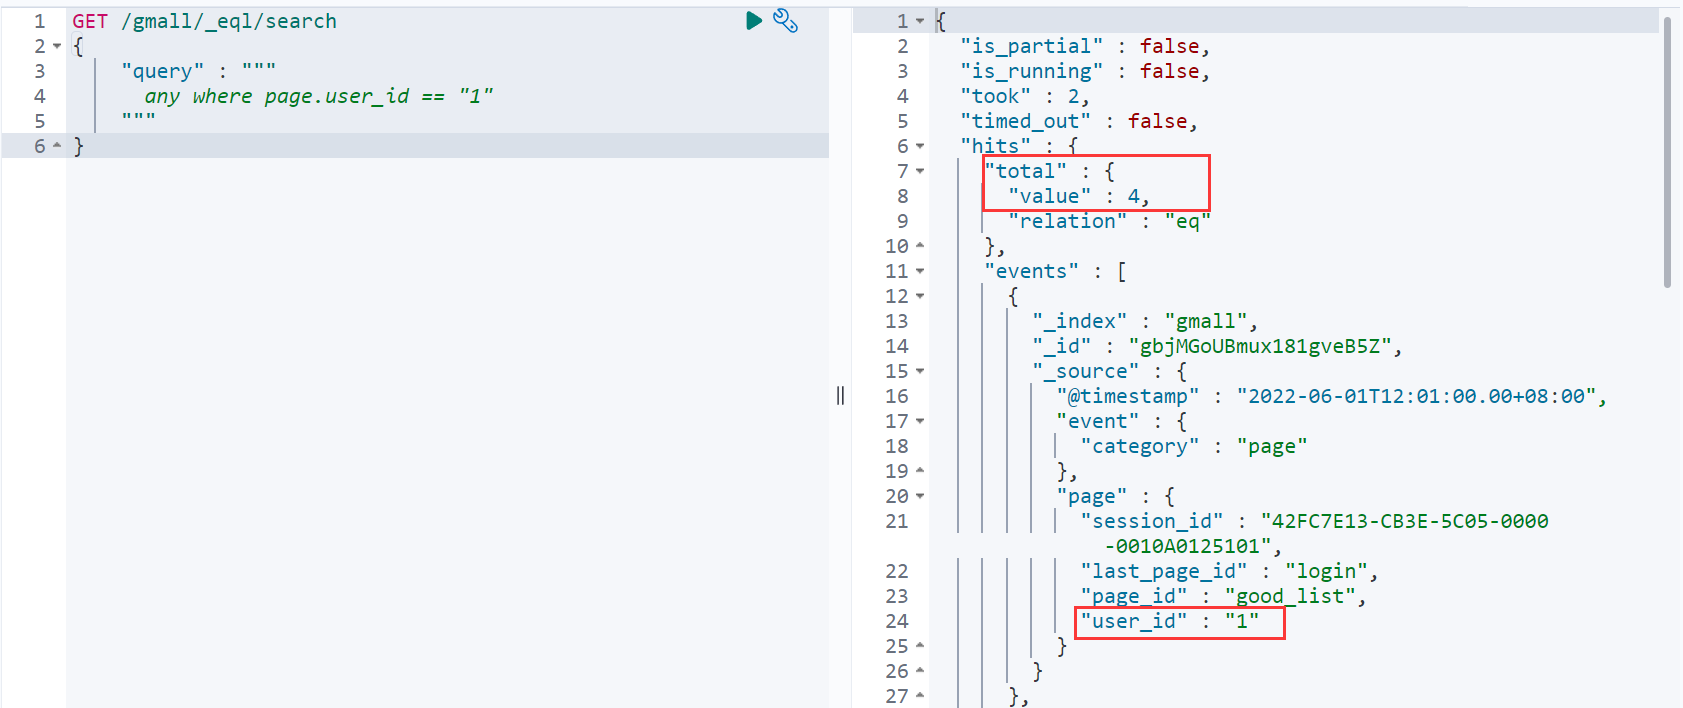 1 GET /gmall/_eql/search
2 {
3 "query" : """
4 any where page.user_id == "1"
5 """
6 }
1 {
2 "is_partial" : false,
3 "is_running" : false,
4 "took" : 2,
5 "timed_out" : false,
6 "hits" : {
7 "total" : {
8 "value" : 4,
9 "relation" : "eq"
10 },
11 "events" : [
12 {
13 "_index" : "gmall",
14 "_id" : "gbjMGoUBmux181gveB5Z",
15 "_source" : {
16 "@timestamp" : "2022-06-01T12:01:00.00+08:00",
17 "event" : {
18 "category" : "page"
19 },
20 "page" : {
21 "session_id" : "42FC7E13-CB3E-5C05-0000
-0010A0125101",
22 "last_page_id" : "login",
23 "page_id" : "good_list",
24 "user_id" : "1"
25 }
26 }
27 },